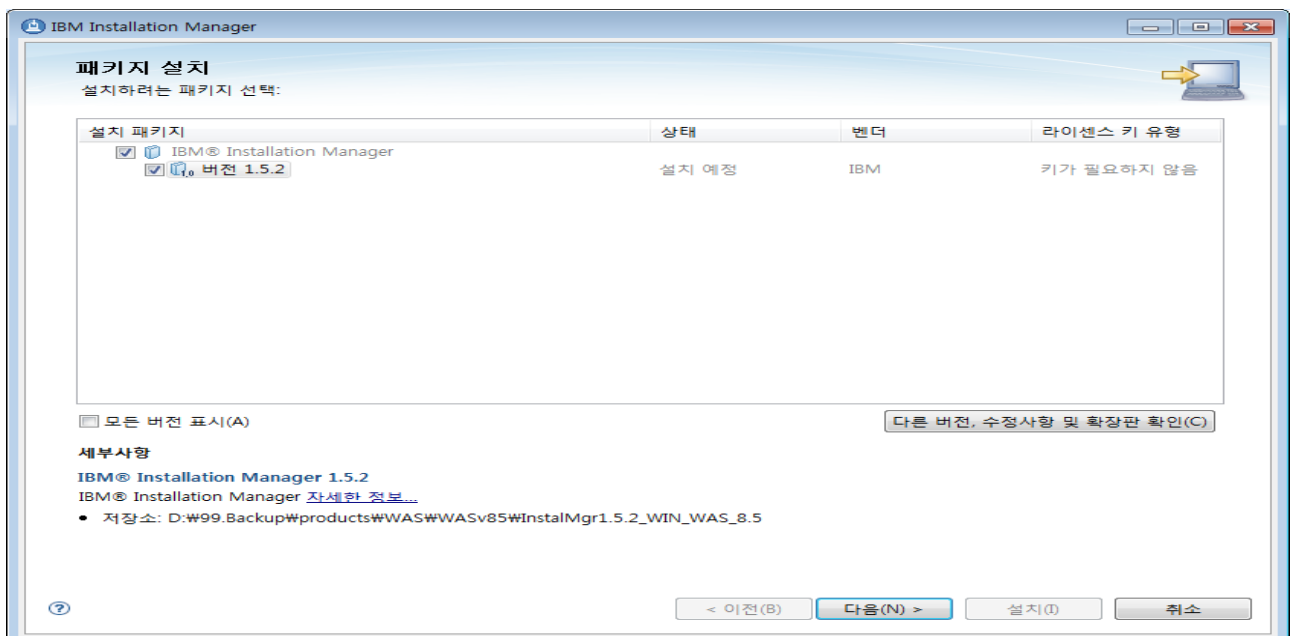 IBM Installation Manager
패키지 설치
설치하려는 패키지 선택:
설치 패키지 상태 벤더 라이센스 키 유형
IBM® Installation Manager
버전 1.5.2 설치 예정 IBM 키가 필요하지 않음
모든 버전 표시(A) 다른 버전, 수정사항 및 확장판 확인(C)
세부사항
IBM® Installation Manager 1.5.2
IBM® Installation Manager 자세한 정보...
• 저장소: D:₩99.Backup₩products₩WAS₩WASv85₩InstalMgr1.5.2_WIN_WAS_8.5
< 이전(B) 다음(N) > 설치(I) 취소